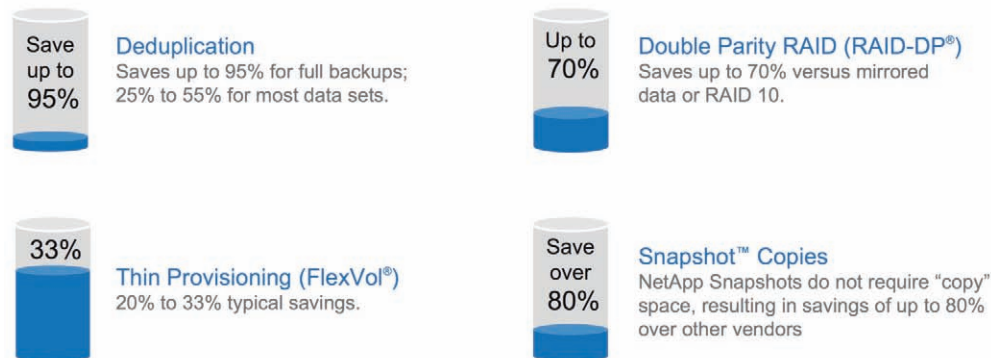 Save
up to
95%
Deduplication
Saves up to 95% for full backups;
25% to 55% for most data sets.
Up to
70%
Double Parity RAID (RAID-DP®)
Saves up to 70% versus mirrored
data or RAID 10.
33%
Thin Provisioning (FlexVol®)
20% to 33% typical savings.
Save
over
80%
Snapshot™ Copies
NetApp Snapshots do not require “copy”
space, resulting in savings of up to 80%
over other vendors